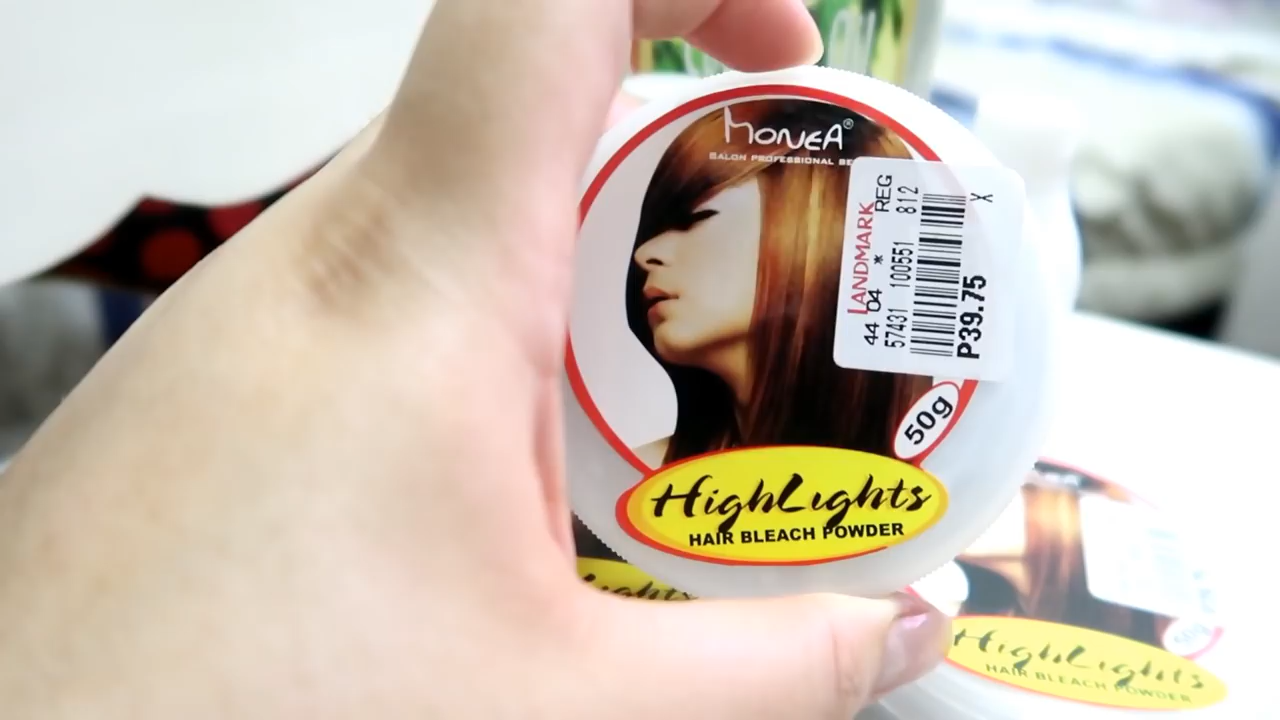 MONEA®
SALON PROFESSIONAL
LANDMARK REG
44 04 *
57431 100551 812
P39.75
X
50g
HighLights
HAIR BLEACH POWDER
Lights
HighLights
HAIR BLEACH POWDER